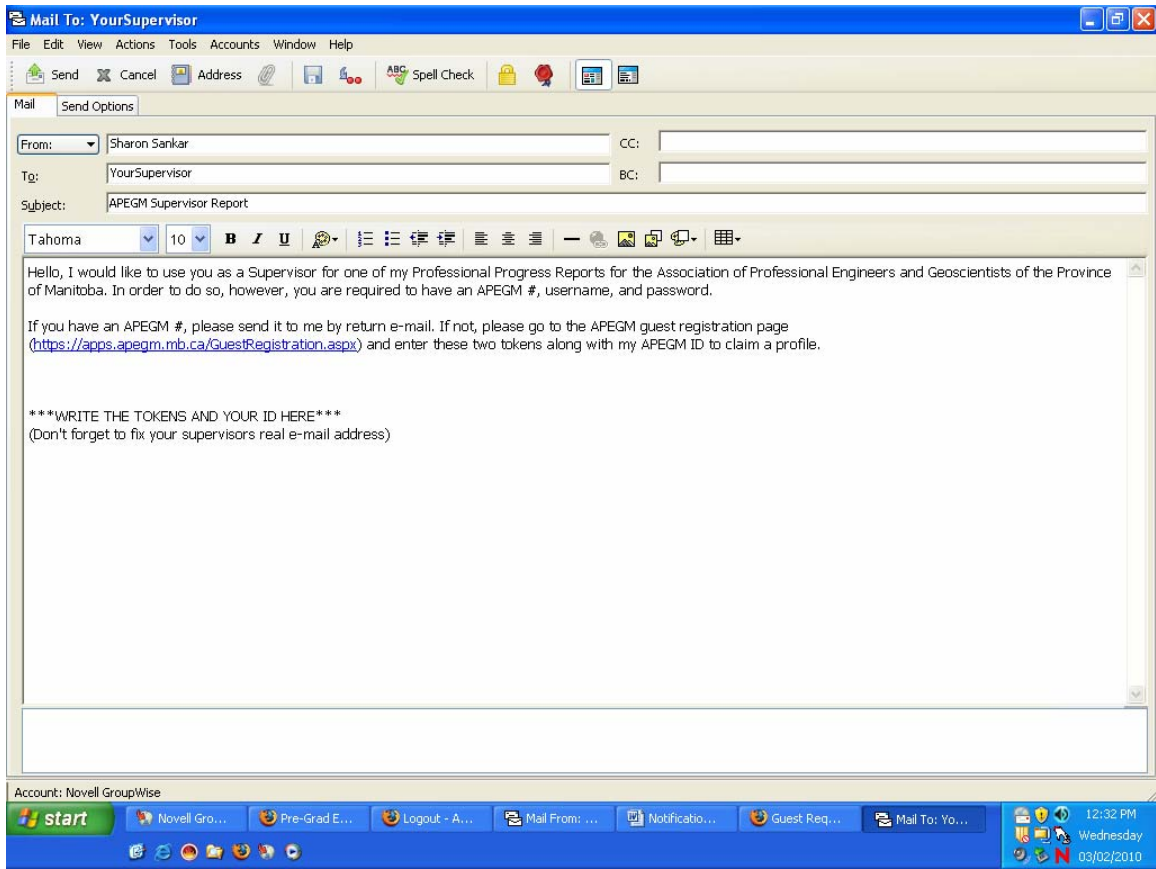 Mail To: YourSupervisor
File Edit View Actions Tools Accounts Window Help
Send Cancel Address ABC Spell Check
Mail Send Options
From: Sharon Sankar CC:
To: YourSupervisor BC:
Subject: APEGM Supervisor Report
Tahoma 10 B I U
Hello, I would like to use you as a Supervisor for one of my Professional Progress Reports for the Association of Professional Engineers and Geoscientists of the Province
of Manitoba. In order to do so, however, you are required to have an APEGM #, username, and password.
If you have an APEGM #, please send it to me by return e-mail. If not, please go to the APEGM guest registration page
(https://apps.apegm.mb.ca/GuestRegistration.aspx) and enter these two tokens along with my APEGM ID to claim a profile.
***WRITE THE TOKENS AND YOUR ID HERE***
(Don't forget to fix your supervisors real e-mail address)
Account: Novell GroupWise
start Novell Gro... Pre-Grad E... Logout - A... Mail From: ... Notificatio... Guest Req... Mail To: Yo... 12:32 PM
Wednesday
N 03/02/2010